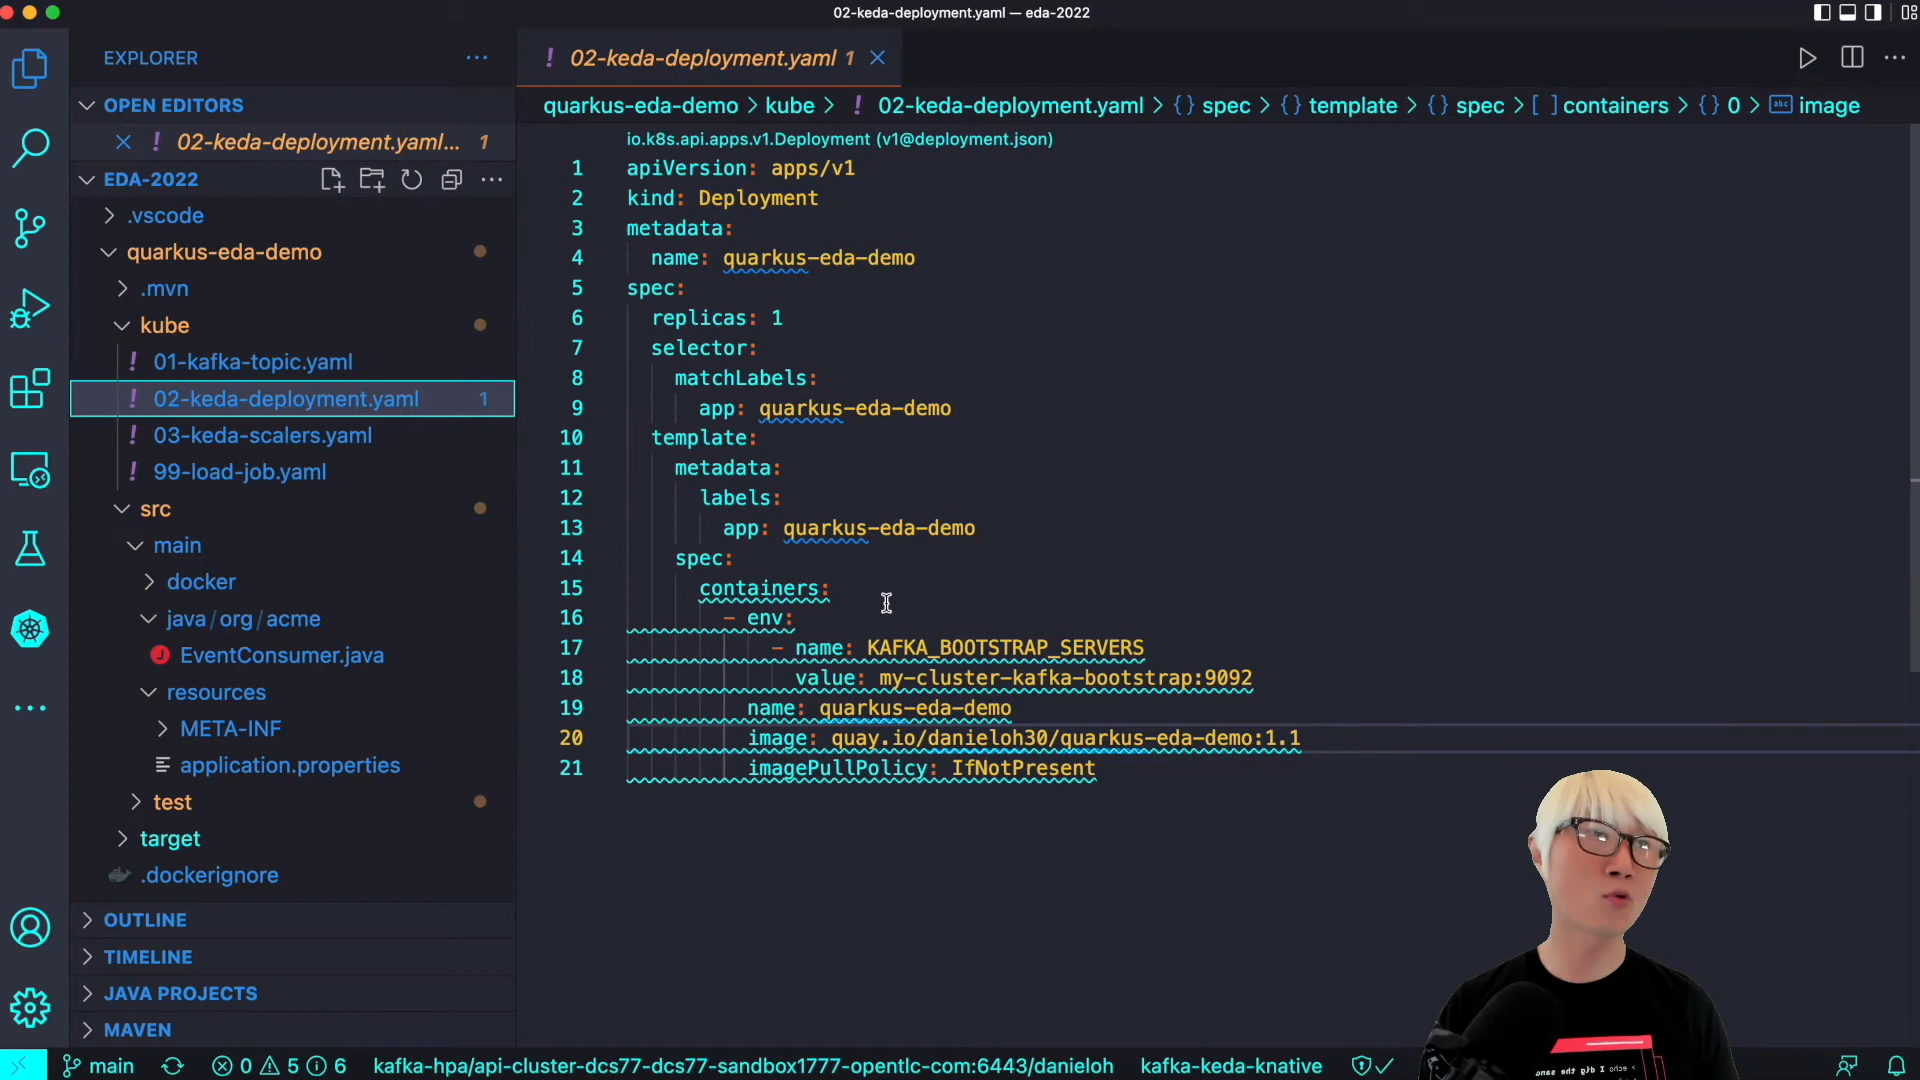 02-keda-deployment.yaml — eda-2022
EXPLORER
OPEN EDITORS
02-keda-deployment.yaml... 1
EDA-2022
.vscode
quarkus-eda-demo
.mvn
kube
01-kafka-topic.yaml
02-keda-deployment.yaml 1
03-keda-scalers.yaml
99-load-job.yaml
src
main
docker
java/org/acme
EventConsumer.java
resources
META-INF
application.properties
test
target
.dockerignore
OUTLINE
TIMELINE
JAVA PROJECTS
MAVEN
02-keda-deployment.yaml 1
quarkus-eda-demo > kube > ! 02-keda-deployment.yaml > {} spec > {} template > {} spec > [ ] containers > {} 0 > abc image
io.k8s.api.apps.v1.Deployment (v1@deployment.json)
1 apiVersion: apps/v1
2 kind: Deployment
3 metadata:
4 name: quarkus-eda-demo
5 spec:
6 replicas: 1
7 selector:
8 matchLabels:
9 app: quarkus-eda-demo
10 template:
11 metadata:
12 labels:
13 app: quarkus-eda-demo
14 spec:
15 containers:
16 - env:
17 - name: KAFKA_BOOTSTRAP_SERVERS
18 value: my-cluster-kafka-bootstrap:9092
19 name: quarkus-eda-demo
20 image: quay.io/danieloh30/quarkus-eda-demo:1.1
21 imagePullPolicy: IfNotPresent
main 0 5 6 kafka-hpa/api-cluster-dcs77-dcs77-sandbox1777-opentlc-com:6443/danieloh kafka-keda-knative